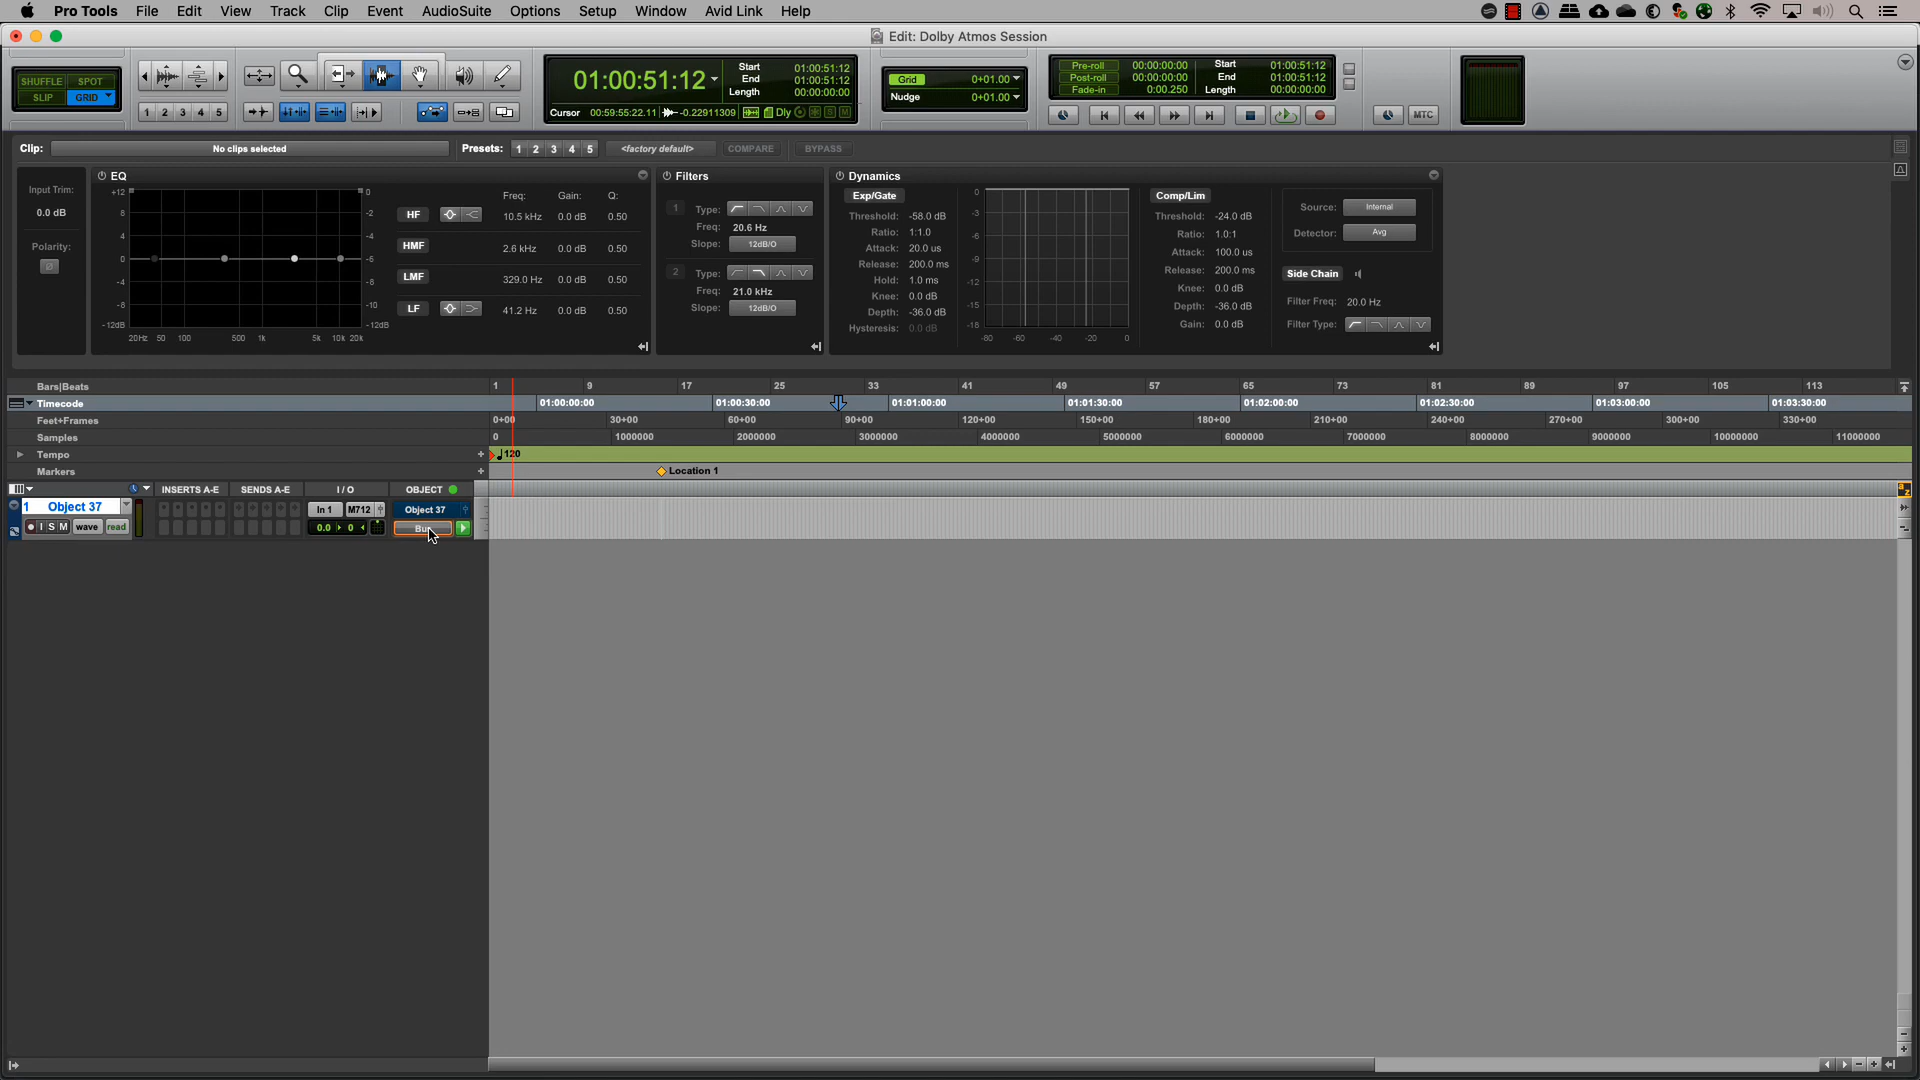 Pro Tools File Edit View Track Clip Event AudioSuite Options Setup Window Avid Link Help
Edit: Dolby Atmos Session
SHUFFLE SPOT
SLIP GRID
1 2 3 4 5
01:00:51:12
Start 01:00:51:12
End 01:00:51:12
Length 00:00:00:00
Cursor 00:59:55:22.11 -0.22911309 Dly S M
Grid 0+01.00
Nudge 0+01.00
Pre-roll 00:00:00:00 Start 01:00:51:12
Post-roll 00:00:00:00 End 01:00:51:12
Fade-in 0:00.250 Length 00:00:00:00
MTC
Clip: No clips selected Presets: 1 2 3 4 5 <factory default> COMPARE BYPASS
Input Trim:
0.0 dB
Polarity:
Ø
EQ
+12 8 4 0 -4 -8 -12dB
0 -2 -4 -6 -8 -10 -12dB
20Hz 50 100 500 1k 5k 10k 20k
Freq: Gain: Q:
HF 10.5 kHz 0.0 dB 0.50
HMF 2.6 kHz 0.0 dB 0.50
LMF 329.0 Hz 0.0 dB 0.50
LF 41.2 Hz 0.0 dB 0.50
Filters
1 Type:
Freq: 20.6 Hz
Slope: 12dB/O
2 Type:
Freq: 21.0 kHz
Slope: 12dB/O
Dynamics
Exp/Gate
Threshold: -58.0 dB
Ratio: 1:1.0
Attack: 20.0 us
Release: 200.0 ms
Hold: 1.0 ms
Knee: 0.0 dB
Depth: -36.0 dB
Hysteresis: 0.0 dB
0 -3 -6 -9 -12 -15 -18
-80 -60 -40 -20 0
Comp/Lim
Threshold: -24.0 dB
Ratio: 1.0:1
Attack: 100.0 us
Release: 200.0 ms
Knee: 0.0 dB
Depth: -36.0 dB
Gain: 0.0 dB
Source: Internal
Detector: Avg
Side Chain
Filter Freq: 20.0 Hz
Filter Type:
Bars|Beats 1 9 17 25 33 41 49 57 65 73 81 89 97 105 113
Timecode 01:00:00:00 01:00:30:00 01:01:00:00 01:01:30:00 01:02:00:00 01:02:30:00 01:03:00:00 01:03:30:00
Feet+Frames 0+00 30+00 60+00 90+00 120+00 150+00 180+00 210+00 240+00 270+00 300+00 330+00
Samples 0 1000000 2000000 3000000 4000000 5000000 6000000 7000000 8000000 9000000 10000000 11000000
Tempo + 120
Markers + Location 1
INSERTS A-E SENDS A-E I / O OBJECT
1 Object 37 In 1 M712 Object 37
I S M wave read 0.0 0
a z